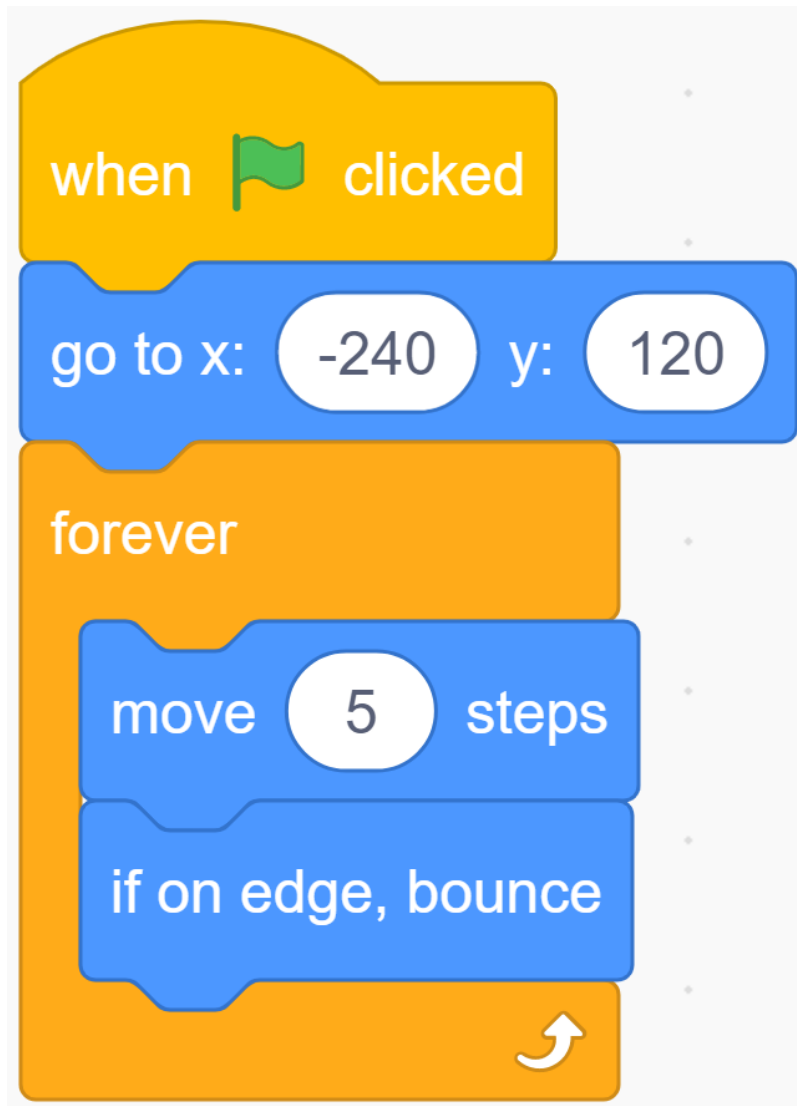 when clicked
go to x: -240 y: 120
forever
move 5 steps
if on edge, bounce